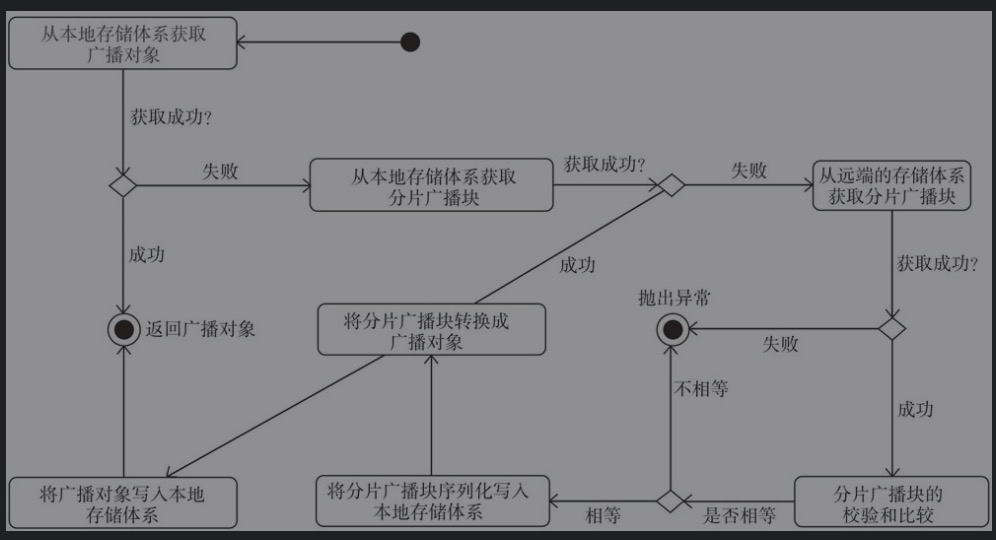 从本地存储体系获取
广播对象
获取成功?
失败
从本地存储体系获取
分片广播块
获取成功?
失败
从远端的存储体系
获取分片广播块
成功
成功
获取成功?
抛出异常
返回广播对象
将分片广播块转换成
广播对象
失败
不相等
成功
将广播对象写入本地
存储体系
将分片广播块序列化写入
本地存储体系
相等
是否相等
分片广播块的
校验和比较